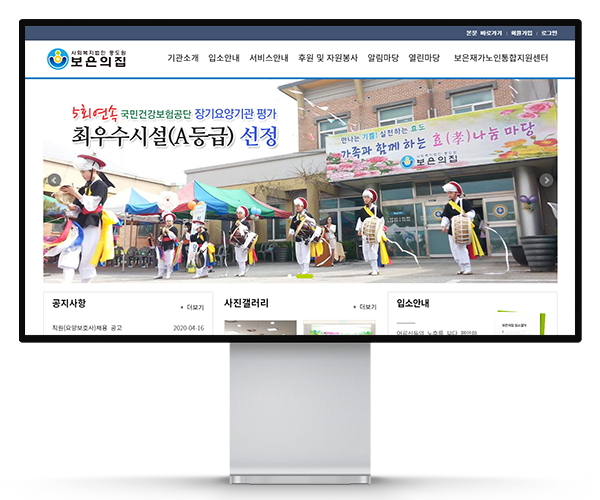 본문 바로가기 | 회원가입 | 로그인
사회복지법인 통도원
보은의집
기관소개 입소안내 서비스안내 후원 및 자원봉사 알림마당 열린마당 보은재가노인통합지원센터
5회연속 국민건강보험공단 장기요양기관 평가
최우수시설(A등급) 선정
만나는 기쁨! 실천하는 효도
가족과 함께 하는 효(孝)나눔 마당
보은의집
공지사항 + 더보기
사진갤러리 + 더보기
입소안내
직원(요양보호사)채용 공고 2020-04-16
어르신들의 노후를 보다 편안한